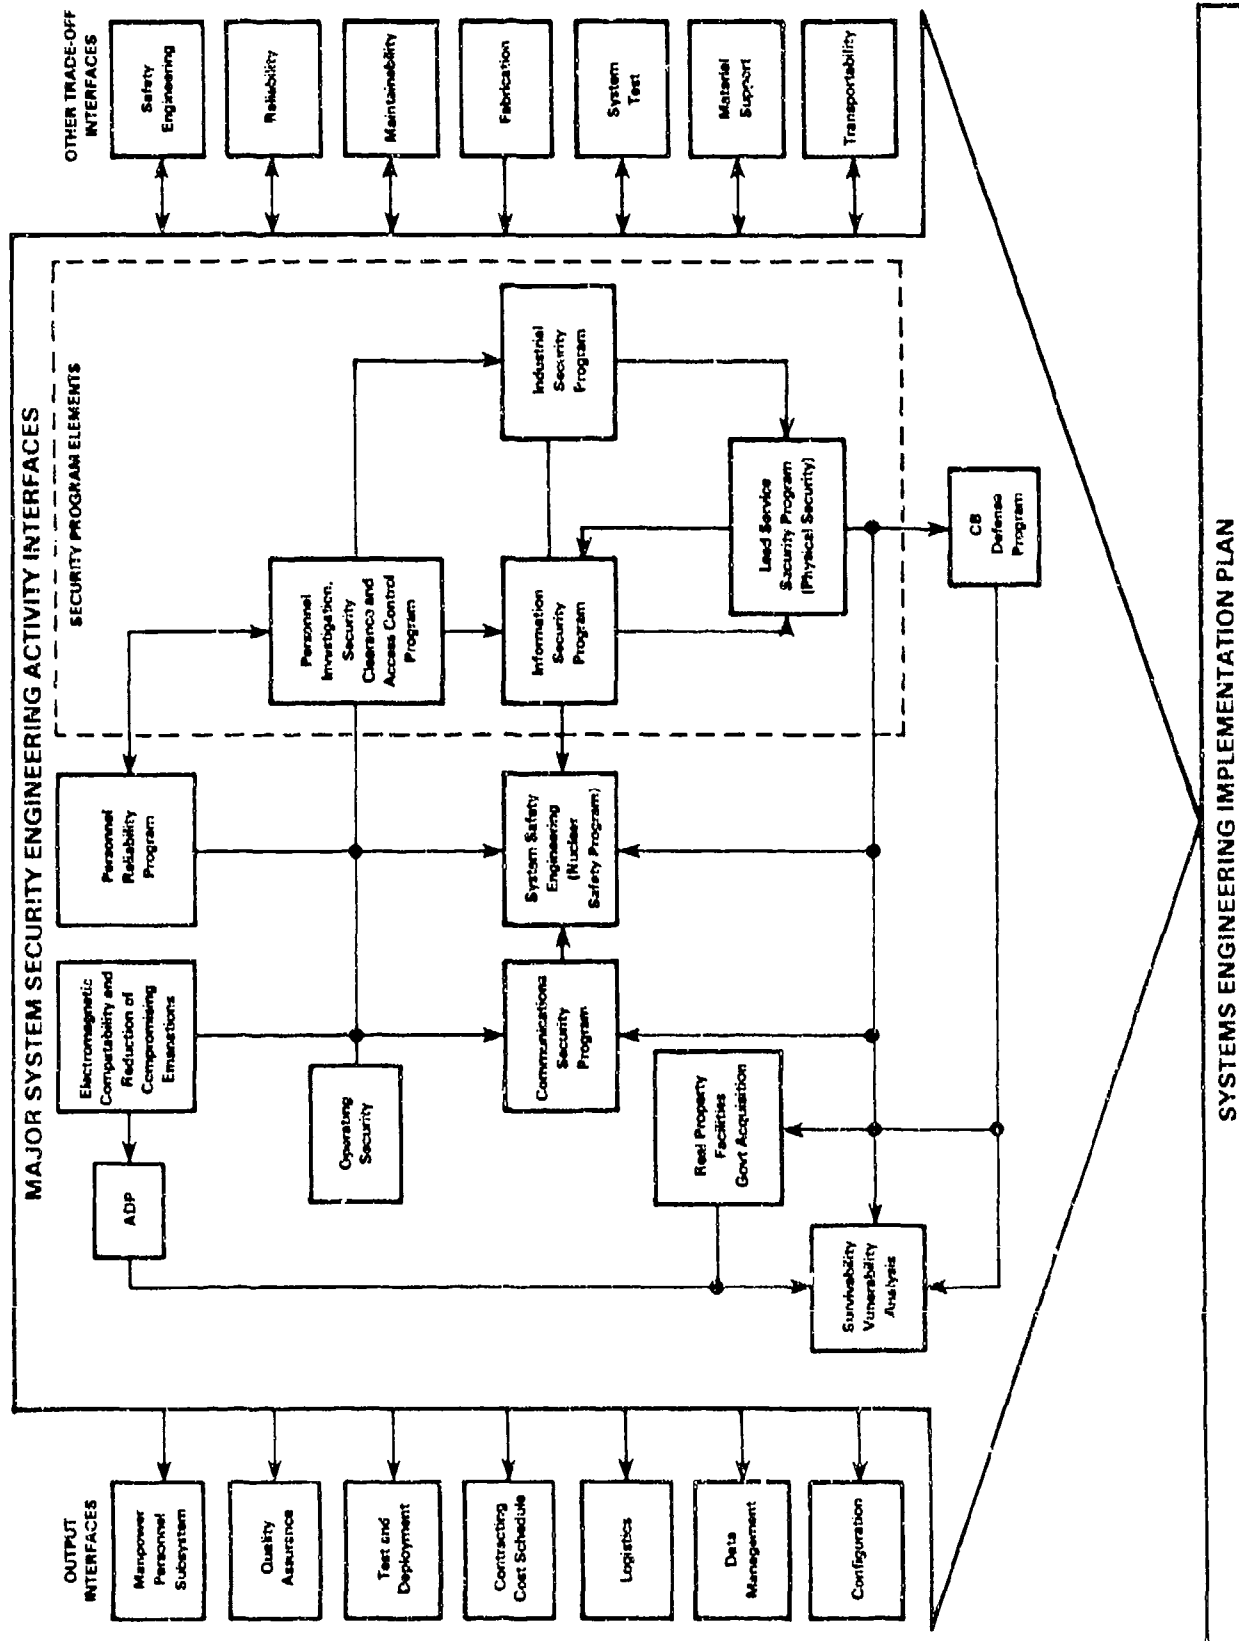 MAJOR SYSTEM SECURITY ENGINEERING ACTIVITY INTERFACES
OUTPUT
INTERFACES
Manpower
Personnel
Subsystem
Quality
Assurance
Test and
Deployment
Contracting
Cost Schedule
Logistics
Data
Management
Configuration
ADP
Electromagnetic
Compatability and
Reduction of
Compromising
Emanations
Personnel
Reliability
Program
Operating
Security
Communications
Security
Program
System Safety
Engineering
(Nuclear
Safety Program)
Real Property
Facilities
Govt Acquisition
Survivability
Vunerability
Analysis
SECURITY PROGRAM ELEMENTS
Personnel
Investigation,
Security
Clearance and
Access Control
Program
Information
Security
Program
Industrial
Security
Program
Lead Service
Security Program
(Physical Security)
CB
Defense
Program
OTHER TRADE-OFF
INTERFACES
Safety
Engineering
Reliability
Maintainability
Fabrication
System
Test
Material
Support
Transportability
SYSTEMS ENGINEERING IMPLEMENTATION PLAN